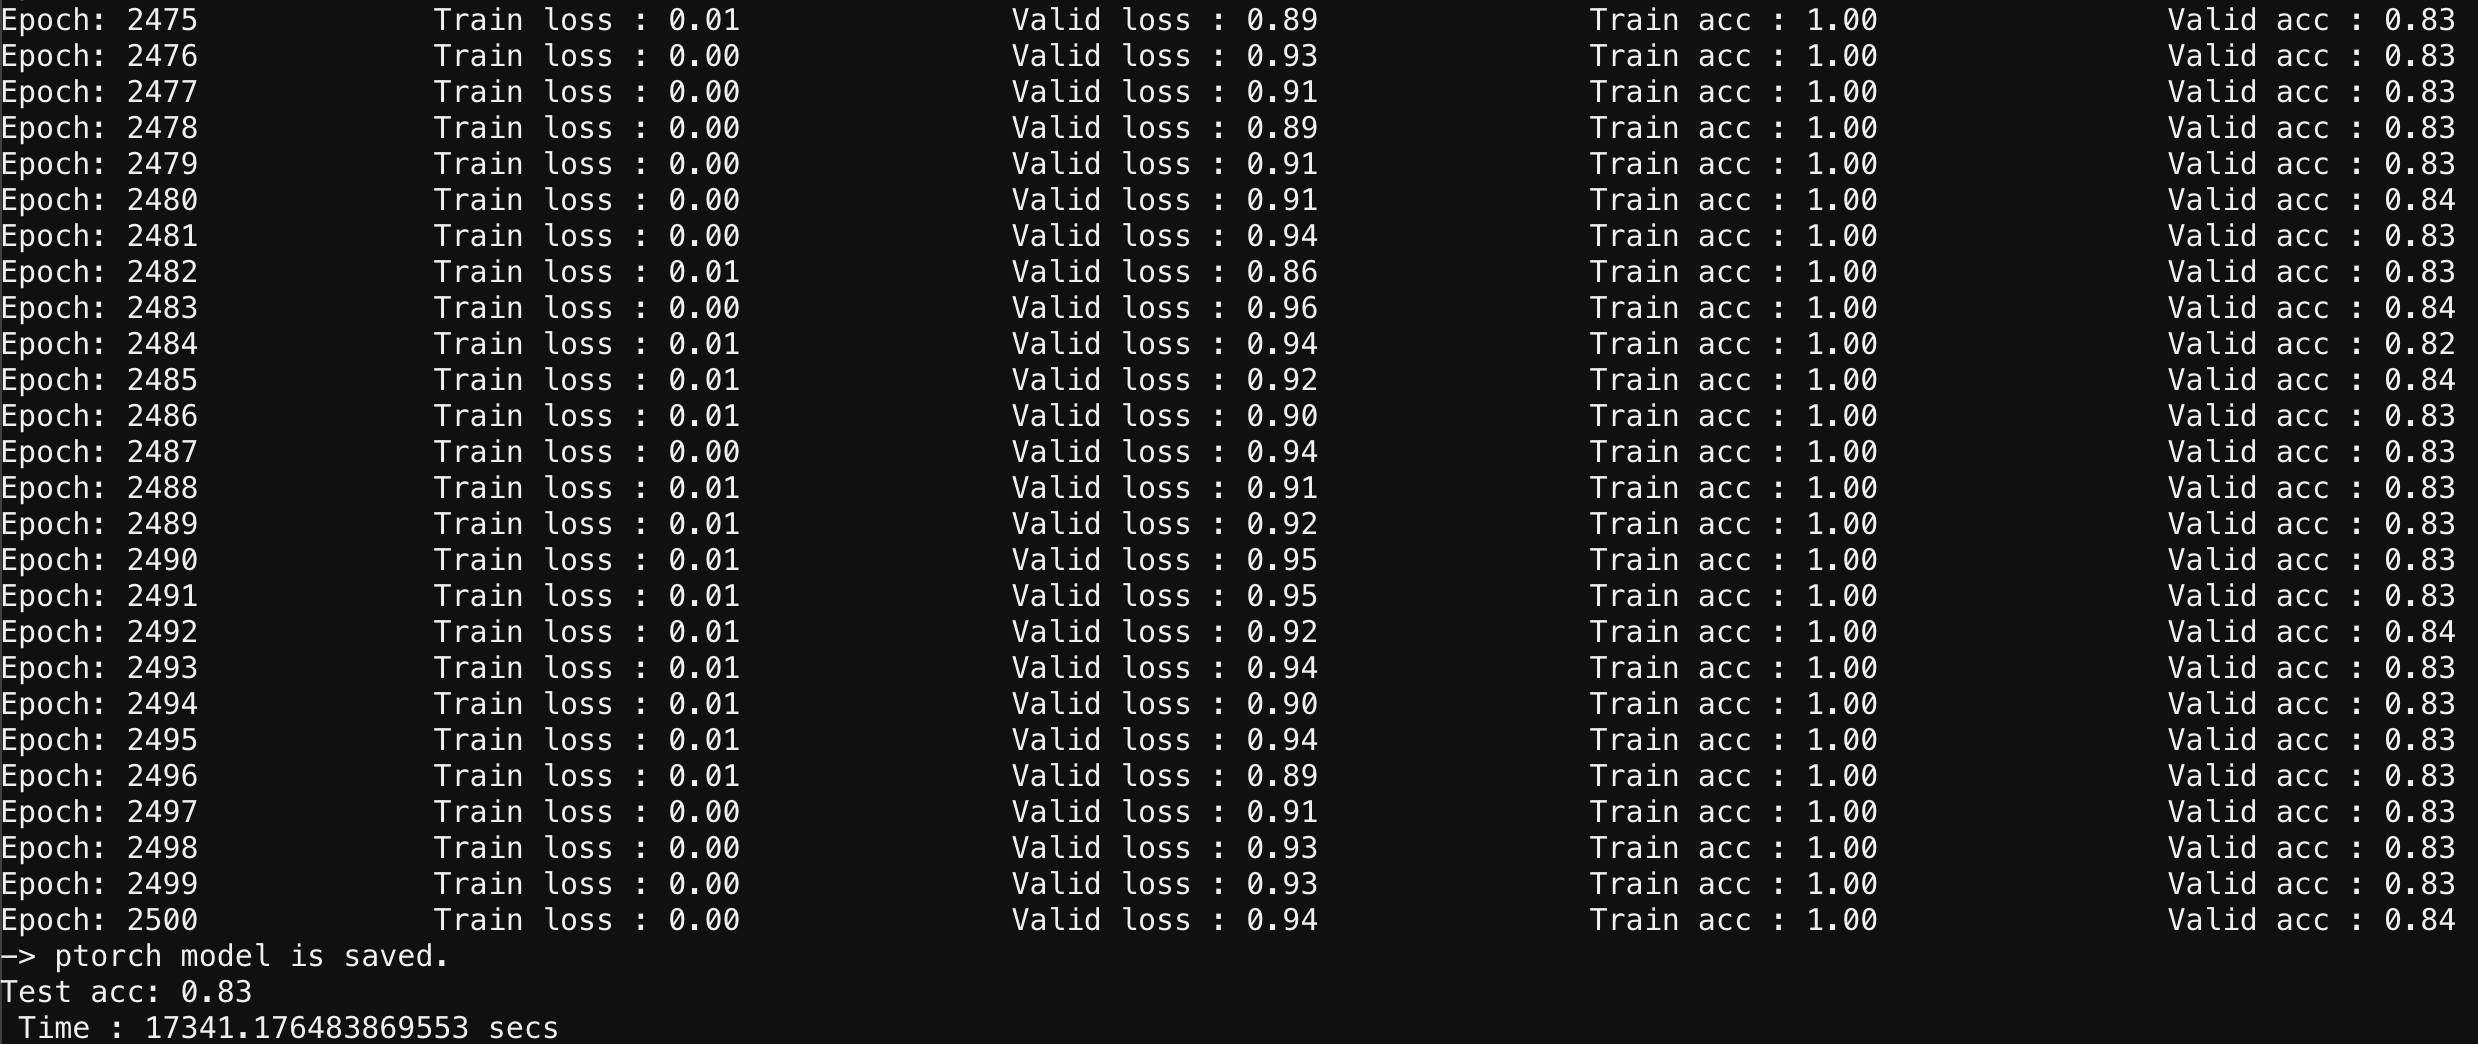 Epoch: 2475 Train loss : 0.01 Valid loss : 0.89 Train acc : 1.00 Valid acc : 0.83
Epoch: 2476 Train loss : 0.00 Valid loss : 0.93 Train acc : 1.00 Valid acc : 0.83
Epoch: 2477 Train loss : 0.00 Valid loss : 0.91 Train acc : 1.00 Valid acc : 0.83
Epoch: 2478 Train loss : 0.00 Valid loss : 0.89 Train acc : 1.00 Valid acc : 0.83
Epoch: 2479 Train loss : 0.00 Valid loss : 0.91 Train acc : 1.00 Valid acc : 0.83
Epoch: 2480 Train loss : 0.00 Valid loss : 0.91 Train acc : 1.00 Valid acc : 0.84
Epoch: 2481 Train loss : 0.00 Valid loss : 0.94 Train acc : 1.00 Valid acc : 0.83
Epoch: 2482 Train loss : 0.01 Valid loss : 0.86 Train acc : 1.00 Valid acc : 0.83
Epoch: 2483 Train loss : 0.00 Valid loss : 0.96 Train acc : 1.00 Valid acc : 0.84
Epoch: 2484 Train loss : 0.01 Valid loss : 0.94 Train acc : 1.00 Valid acc : 0.82
Epoch: 2485 Train loss : 0.01 Valid loss : 0.92 Train acc : 1.00 Valid acc : 0.84
Epoch: 2486 Train loss : 0.01 Valid loss : 0.90 Train acc : 1.00 Valid acc : 0.83
Epoch: 2487 Train loss : 0.00 Valid loss : 0.94 Train acc : 1.00 Valid acc : 0.83
Epoch: 2488 Train loss : 0.01 Valid loss : 0.91 Train acc : 1.00 Valid acc : 0.83
Epoch: 2489 Train loss : 0.01 Valid loss : 0.92 Train acc : 1.00 Valid acc : 0.83
Epoch: 2490 Train loss : 0.01 Valid loss : 0.95 Train acc : 1.00 Valid acc : 0.83
Epoch: 2491 Train loss : 0.01 Valid loss : 0.95 Train acc : 1.00 Valid acc : 0.83
Epoch: 2492 Train loss : 0.01 Valid loss : 0.92 Train acc : 1.00 Valid acc : 0.84
Epoch: 2493 Train loss : 0.01 Valid loss : 0.94 Train acc : 1.00 Valid acc : 0.83
Epoch: 2494 Train loss : 0.01 Valid loss : 0.90 Train acc : 1.00 Valid acc : 0.83
Epoch: 2495 Train loss : 0.01 Valid loss : 0.94 Train acc : 1.00 Valid acc : 0.83
Epoch: 2496 Train loss : 0.01 Valid loss : 0.89 Train acc : 1.00 Valid acc : 0.83
Epoch: 2497 Train loss : 0.00 Valid loss : 0.91 Train acc : 1.00 Valid acc : 0.83
Epoch: 2498 Train loss : 0.00 Valid loss : 0.93 Train acc : 1.00 Valid acc : 0.83
Epoch: 2499 Train loss : 0.00 Valid loss : 0.93 Train acc : 1.00 Valid acc : 0.83
Epoch: 2500 Train loss : 0.00 Valid loss : 0.94 Train acc : 1.00 Valid acc : 0.84
—> ptorch model is saved.
Test acc: 0.83
Time : 17341.176483869553 secs